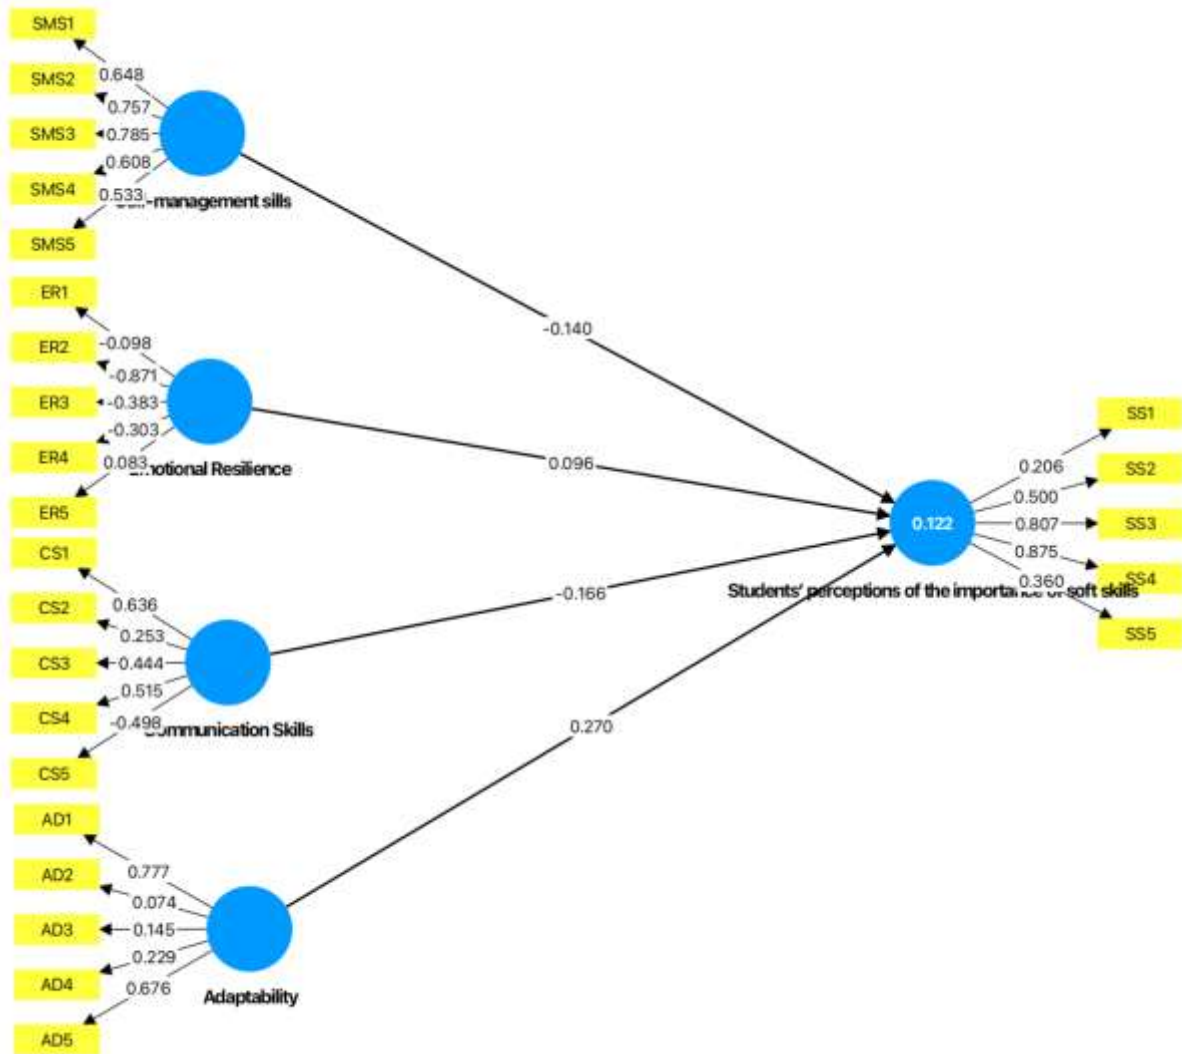 SMS1
0.648
SMS2
0.757
SMS3
0.785
0.608
SMS4
0.533
-management sills
SMS5
ER1
-0.098
ER2
-0.871
ER3
-0.383
-0.303
ER4
0.083
Emotional Resilience
ER5
CS1
0.636
CS2
0.253
CS3
0.444
0.515
CS4
-0.498
Communication Skills
CS5
AD1
0.777
AD2
0.074
AD3
0.145
0.229
AD4
0.676
Adaptability
AD5
-0.140
0.096
-0.166
0.270
0.122
Students' perceptions of the importance of soft skills
SS1
0.206
SS2
0.500
SS3
0.807
0.875
SS4
0.360
SS5